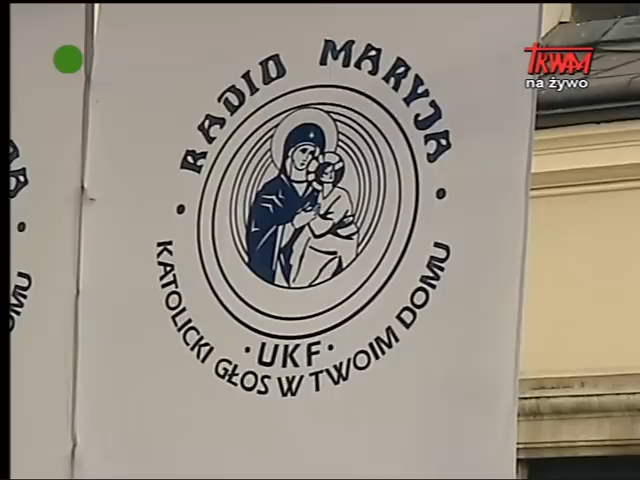 TRWAM
na żywo
RADIO MARYJA
KATOLICKI GŁOS W TWOIM DOMU
· UKF ·